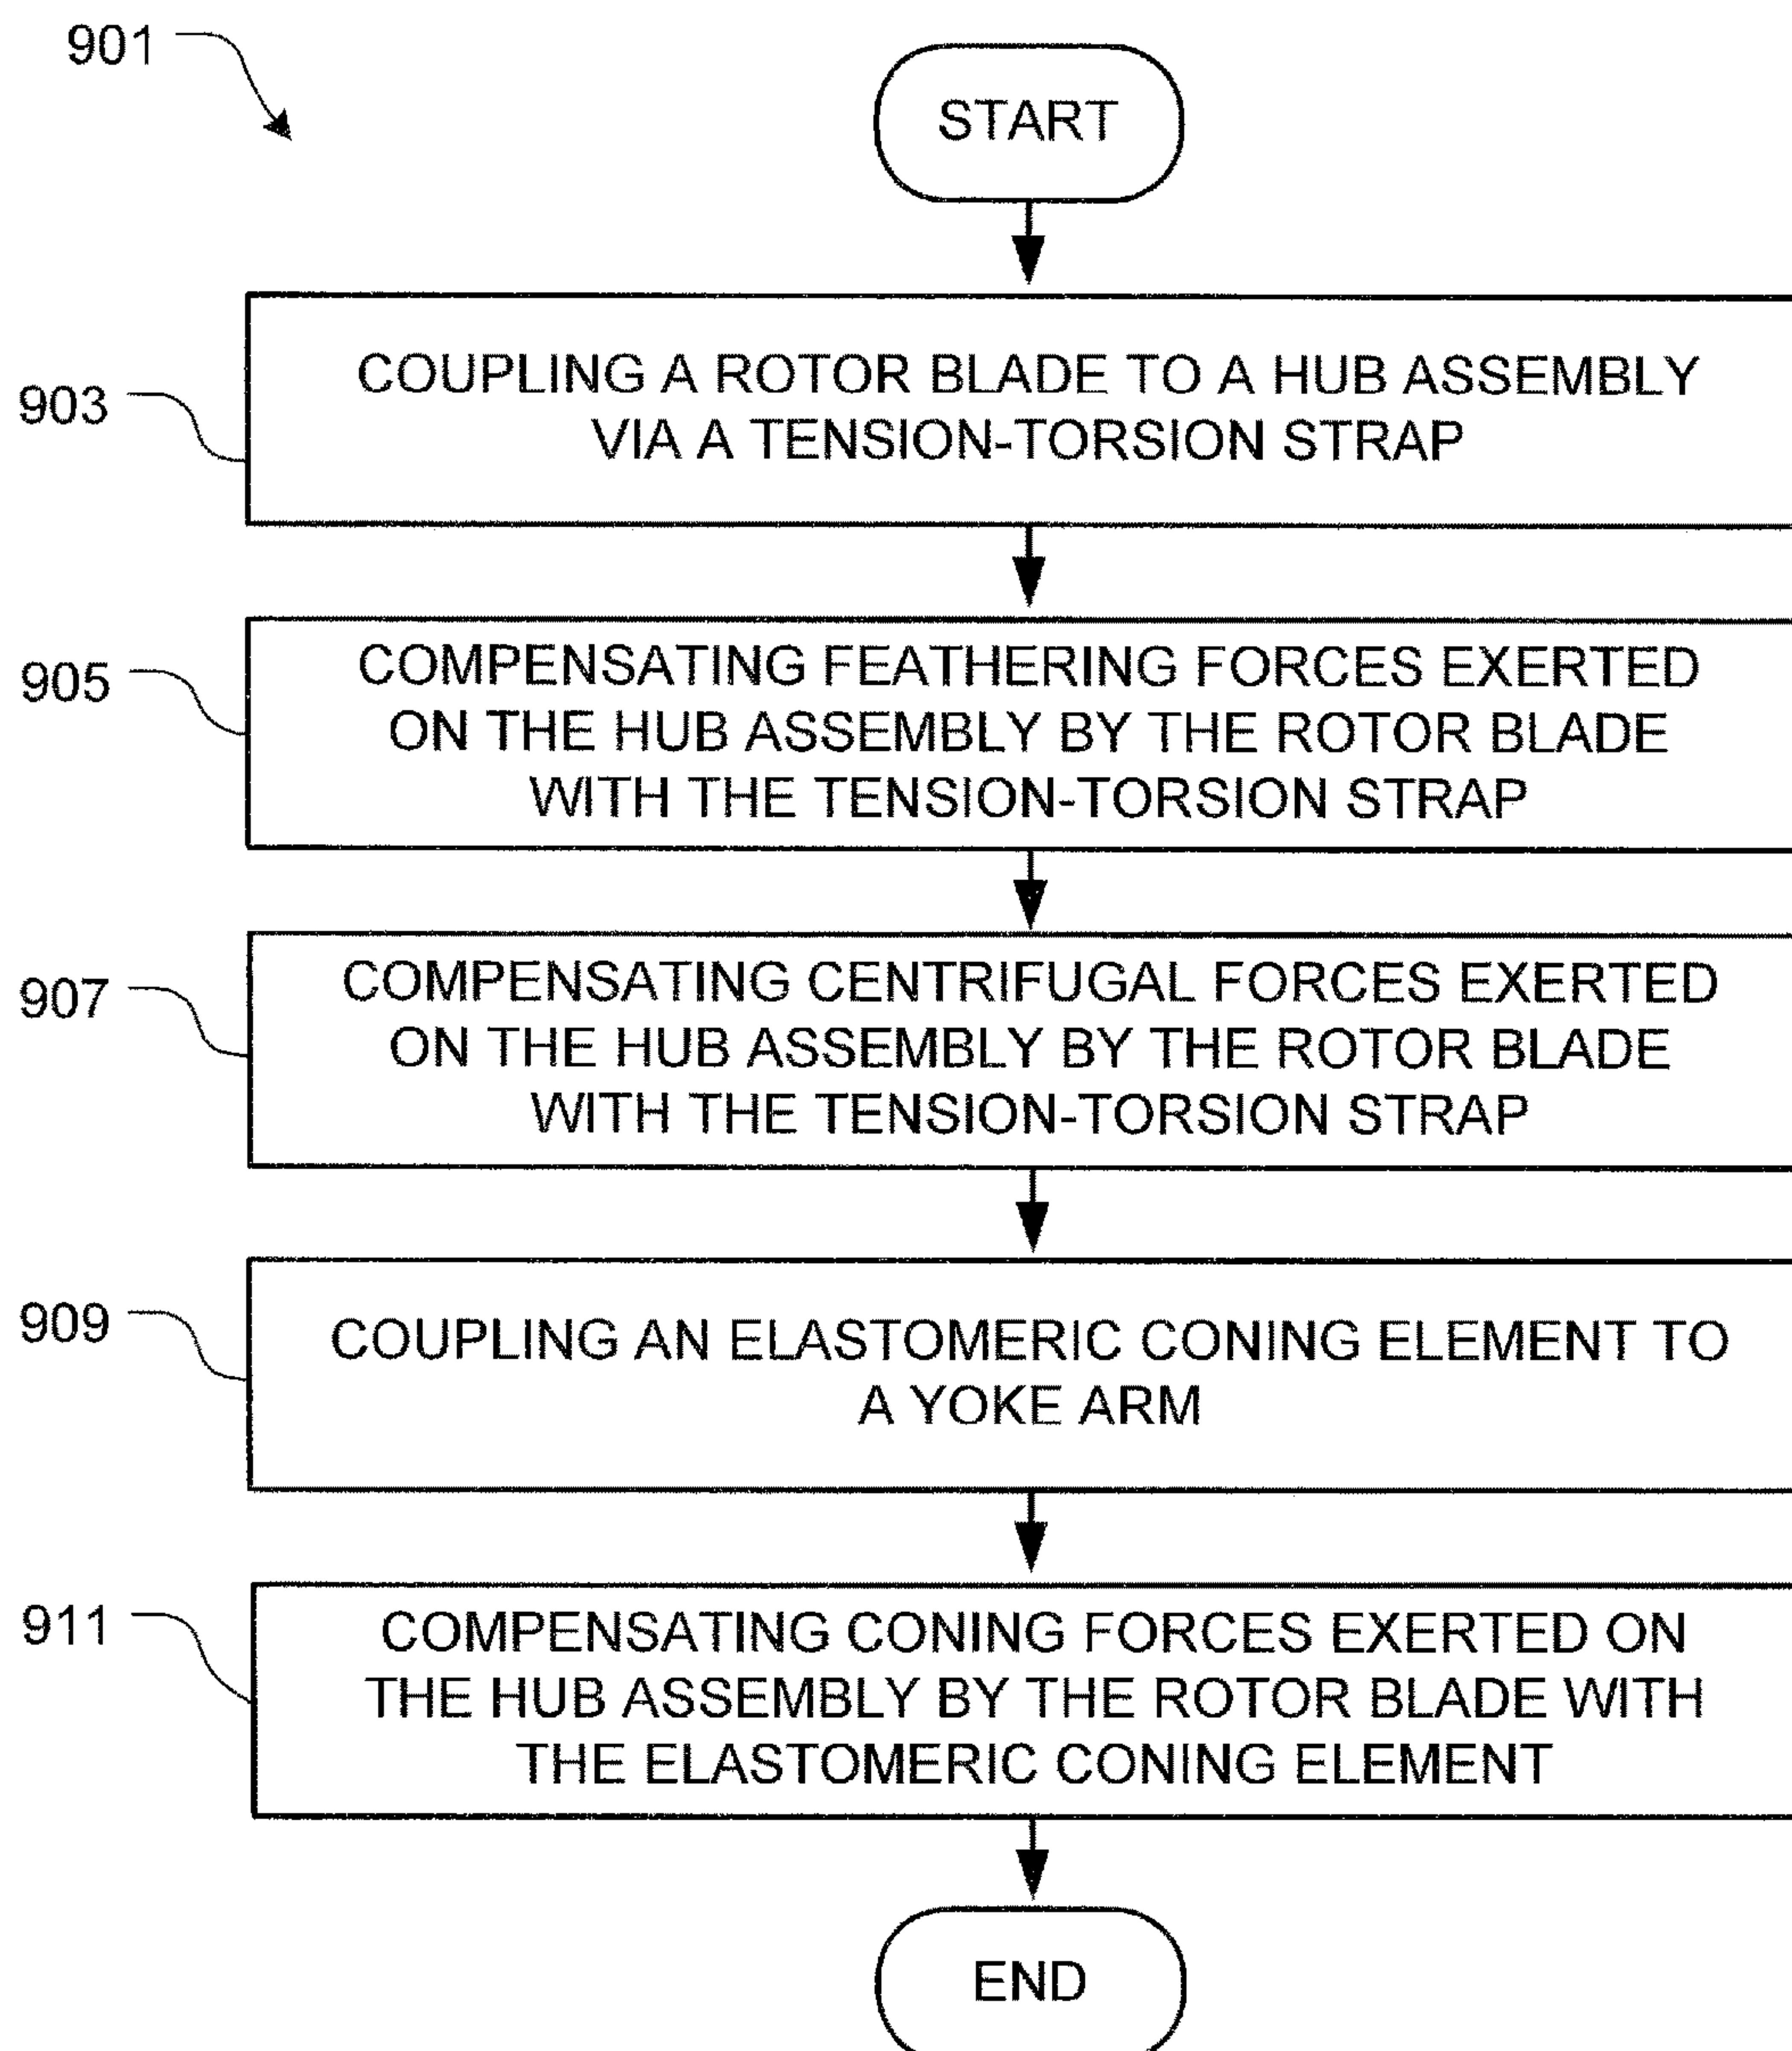 901
START
903
COUPLING A ROTOR BLADE TO A HUB ASSEMBLY
VIA A TENSION-TORSION STRAP
905
COMPENSATING FEATHERING FORCES EXERTED
ON THE HUB ASSEMBLY BY THE ROTOR BLADE
WITH THE TENSION-TORSION STRAP
907
COMPENSATING CENTRIFUGAL FORCES EXERTED
ON THE HUB ASSEMBLY BY THE ROTOR BLADE
WITH THE TENSION-TORSION STRAP
909
COUPLING AN ELASTOMERIC CONING ELEMENT TO
A YOKE ARM
911
COMPENSATING CONING FORCES EXERTED ON
THE HUB ASSEMBLY BY THE ROTOR BLADE WITH
THE ELASTOMERIC CONING ELEMENT
END